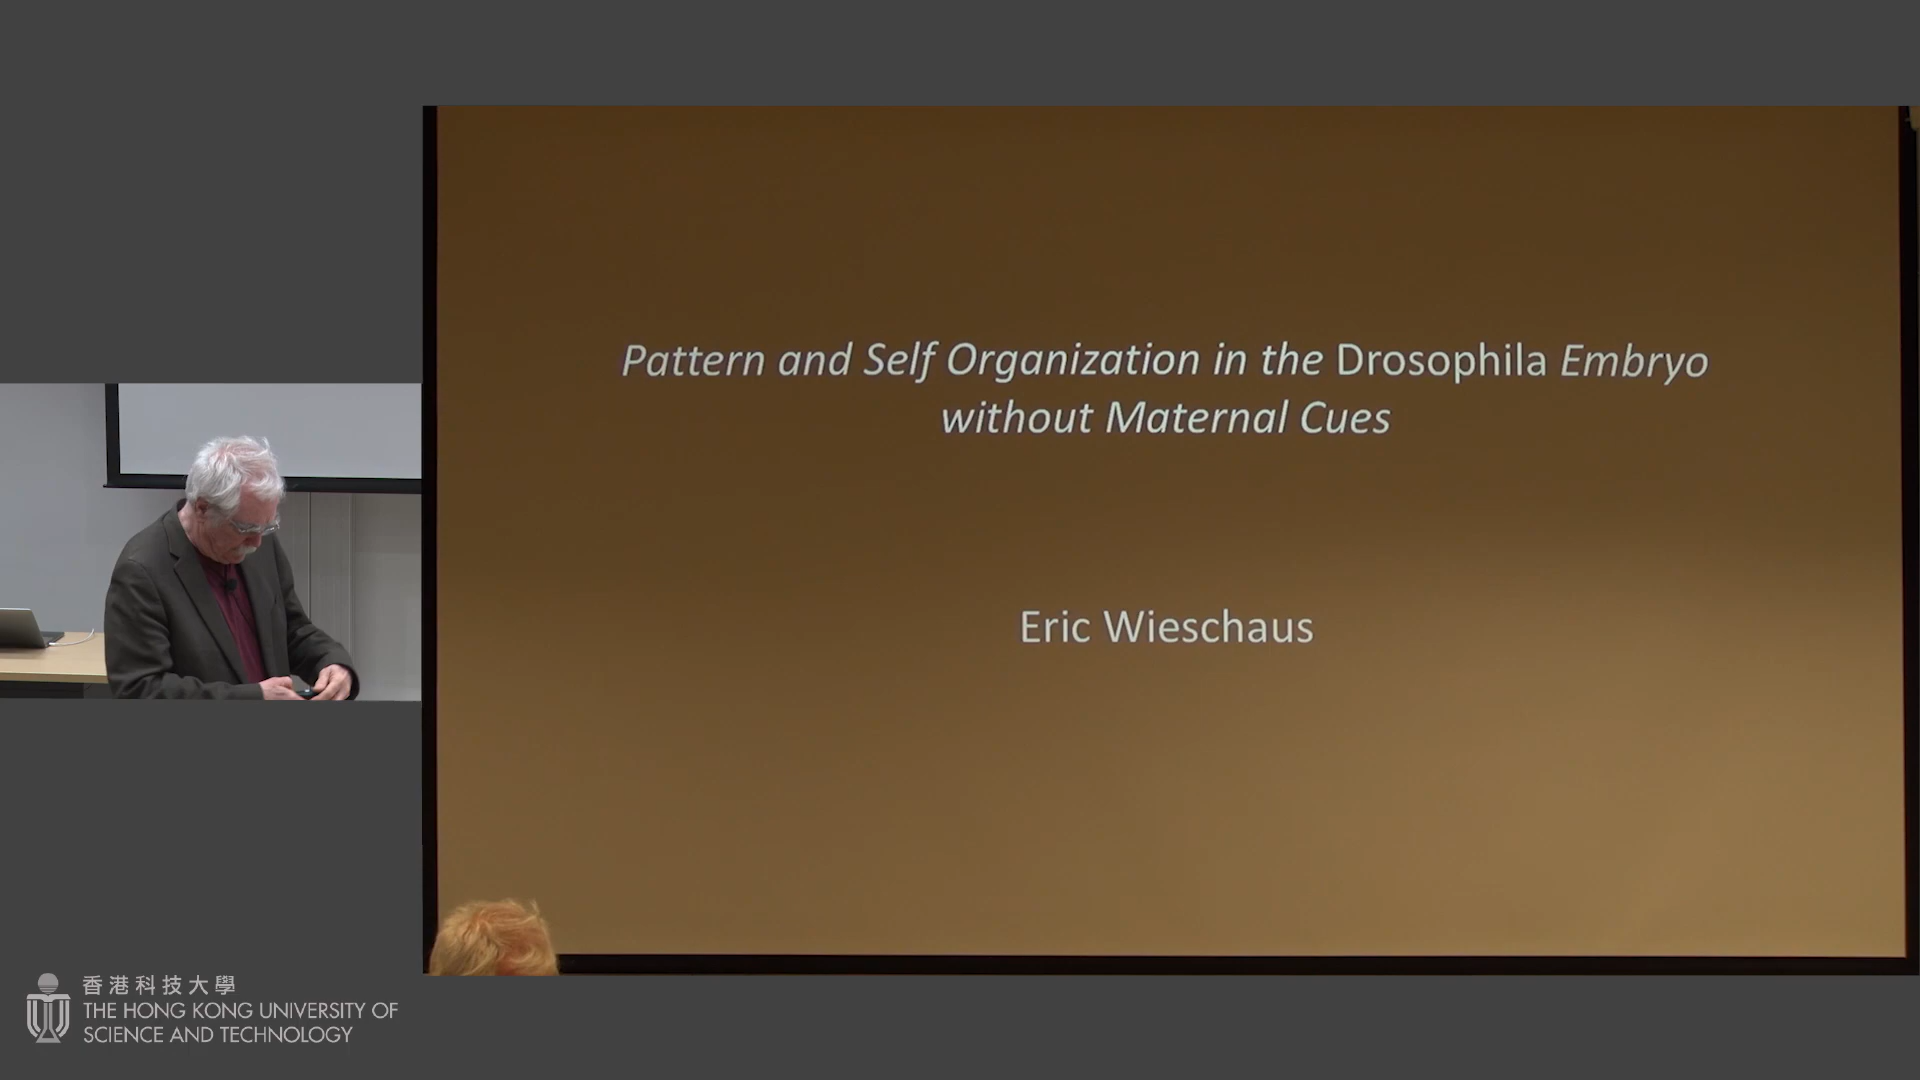 Pattern and Self Organization in the Drosophila Embryo
without Maternal Cues
Eric Wieschaus
香港科技大學
THE HONG KONG UNIVERSITY OF
SCIENCE AND TECHNOLOGY